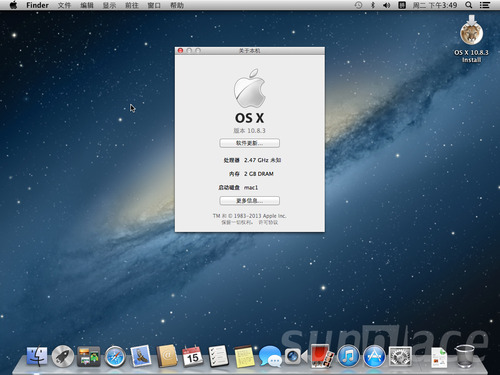 Finder 文件 编辑 显示 前往 窗口 帮助
周二 下午3:49
OS X 10.8.3
Install
关于本机
OS X
版本 10.8.3
软件更新...
处理器 2.47 GHz 未知
内存 2 GB DRAM
启动磁盘 mac1
更多信息...
TM 和 © 1983-2013 Apple Inc.
保留一切权利。 许可协议
15